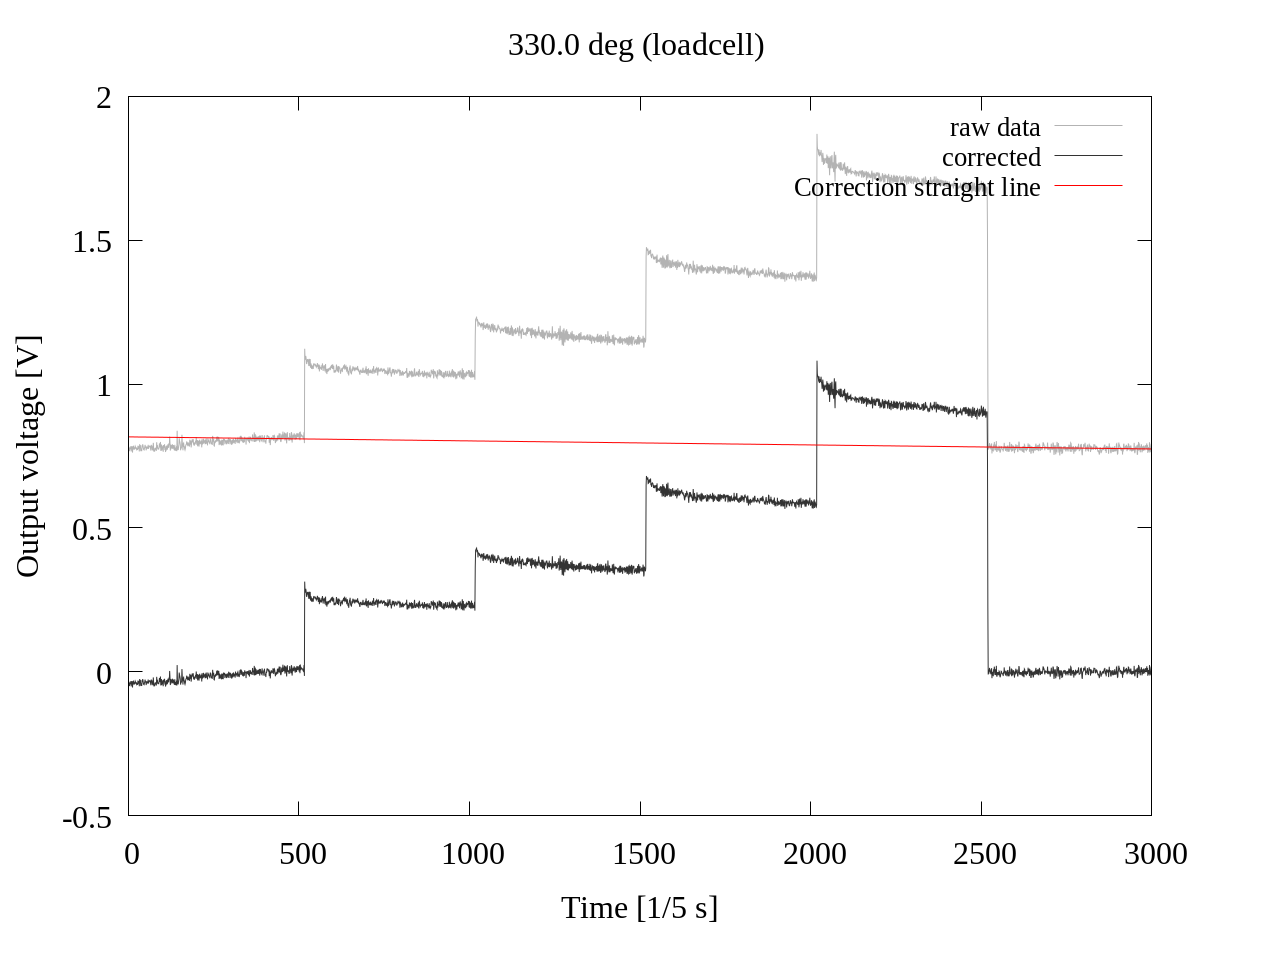 330.0 deg (loadcell)
2
1.5
1
0.5
0
-0.5
Output voltage [V]
raw data
corrected
Correction straight line
0 500 1000 1500 2000 2500 3000
Time [1/5 s]